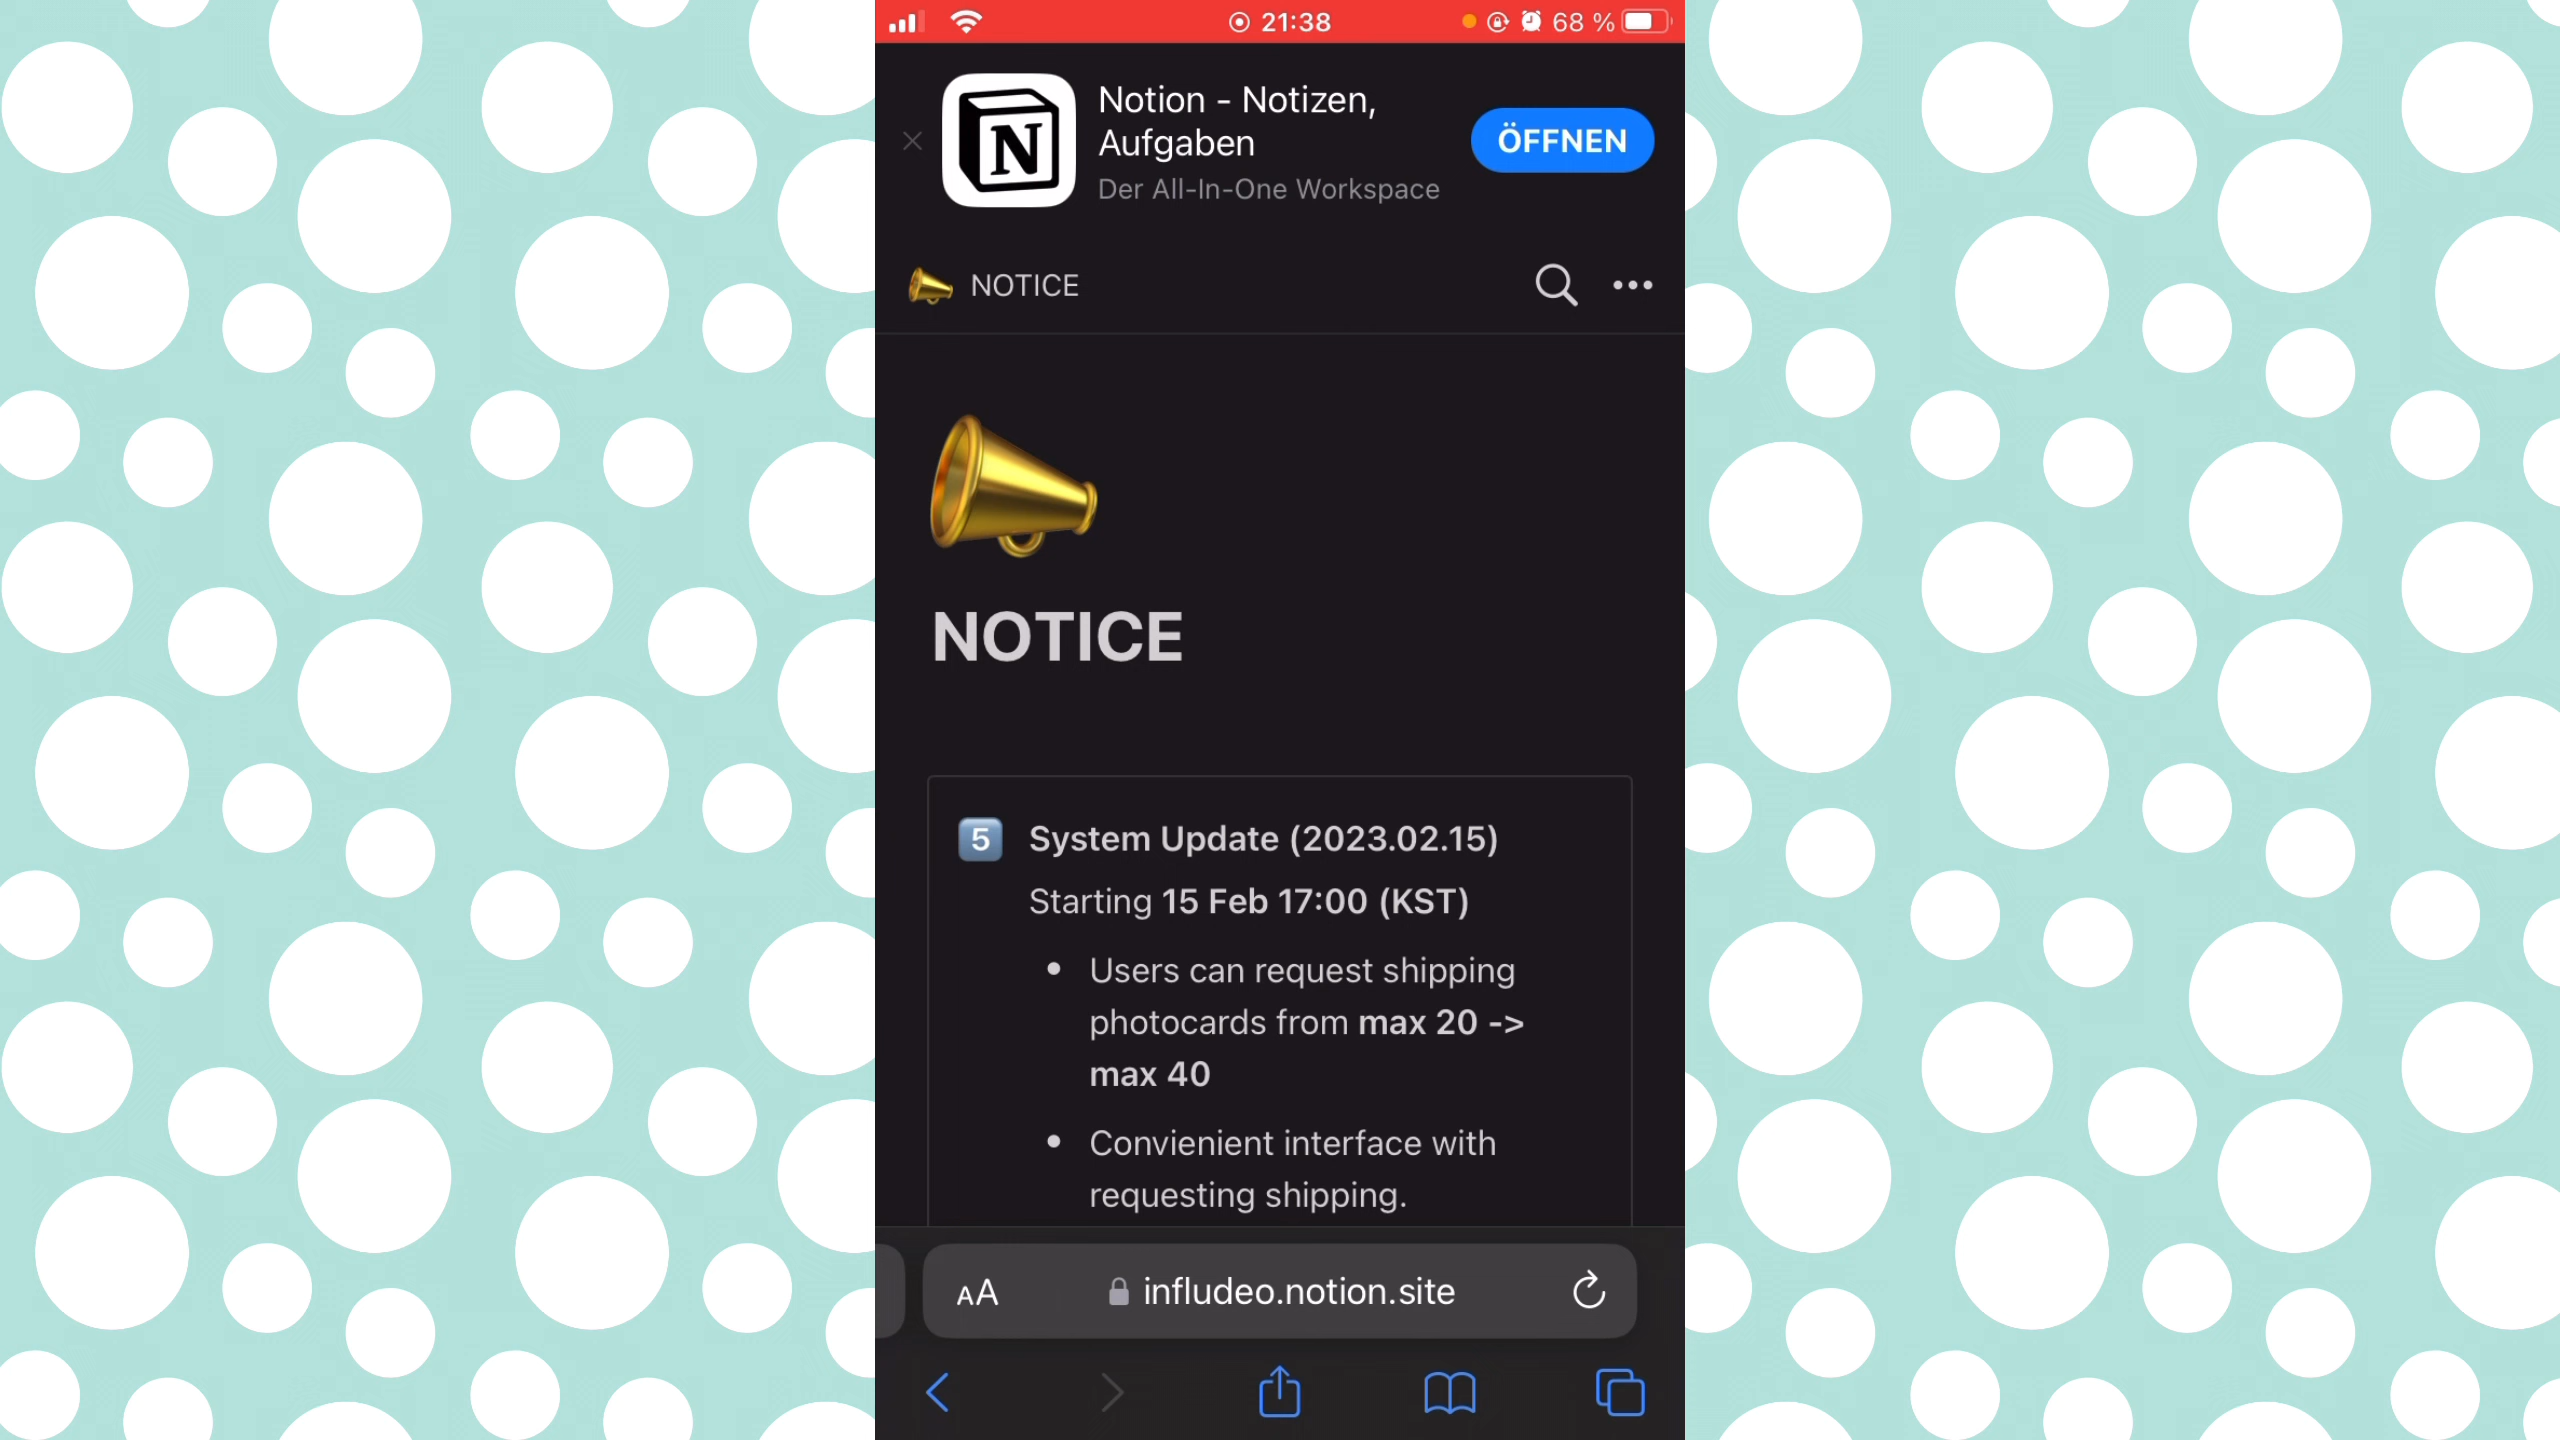 21:38
68 %
Notion - Notizen,
Aufgaben
Der All-In-One Workspace
ÖFFNEN
NOTICE
NOTICE
5 System Update (2023.02.15)
Starting 15 Feb 17:00 (KST)
• Users can request shipping
photocards from max 20 ->
max 40
• Convienient interface with
requesting shipping.
AA infludeo.notion.site